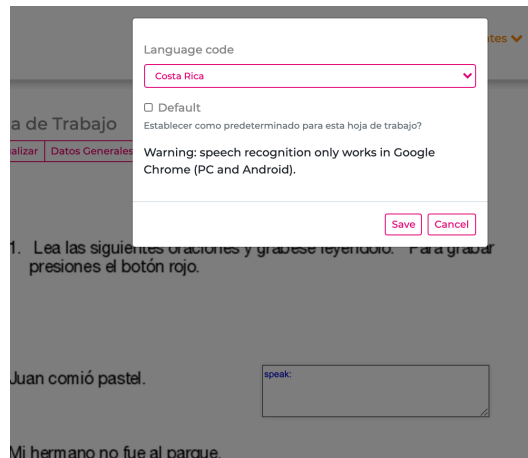 ntes
Language code
Costa Rica
Default
Establecer como predeterminado para esta hoja de trabajo?
Warning: speech recognition only works in Google
Chrome (PC and Android).
Save Cancel
a de Trabajo
alizar Datos Generales
1. Lea las siguientes oraciones y grábese leyéndolo. Para grabar
presiones el botón rojo.
Juan comió pastel.
speak:
Mi hermano no fue al parque.